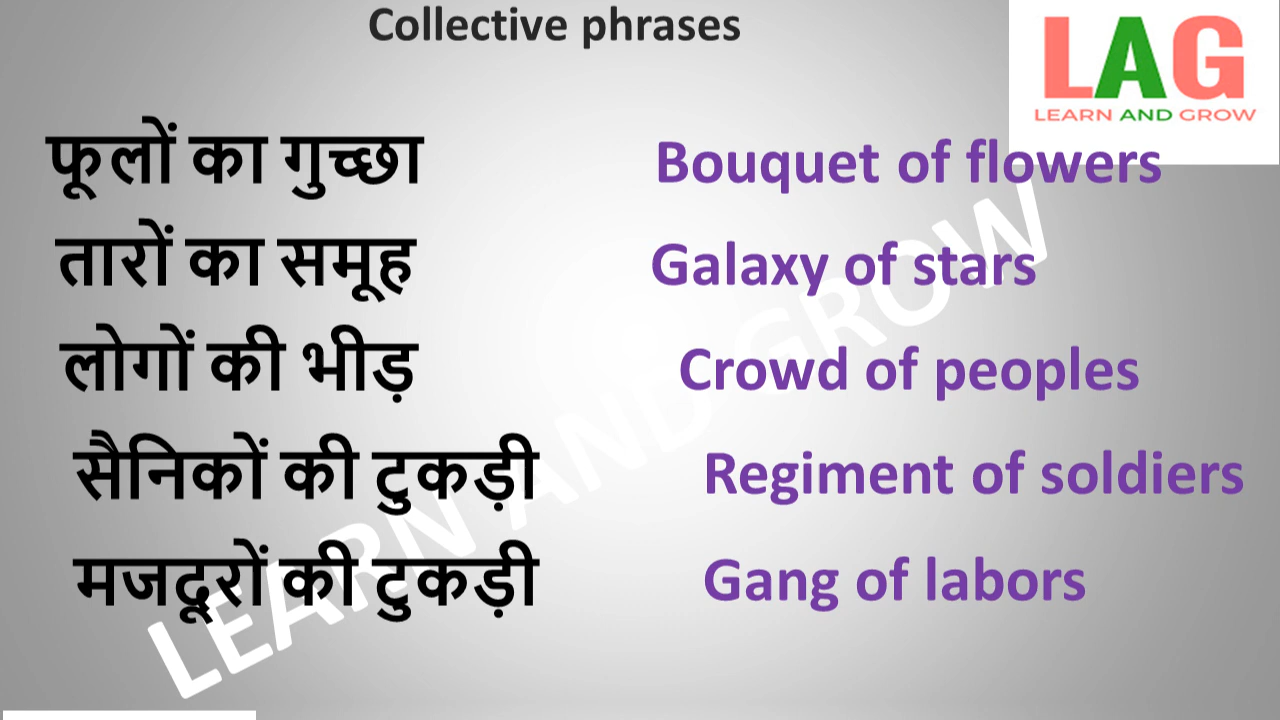 Collective phrases
LAG
LEARN AND GROW
फूलों का गुच्छा Bouquet of flowers
तारों का समूह Galaxy of stars
लोगों की भीड़ Crowd of peoples
सैनिकों की टुकड़ी Regiment of soldiers
मजदूरों की टुकड़ी Gang of labors
LEARN AND GROW